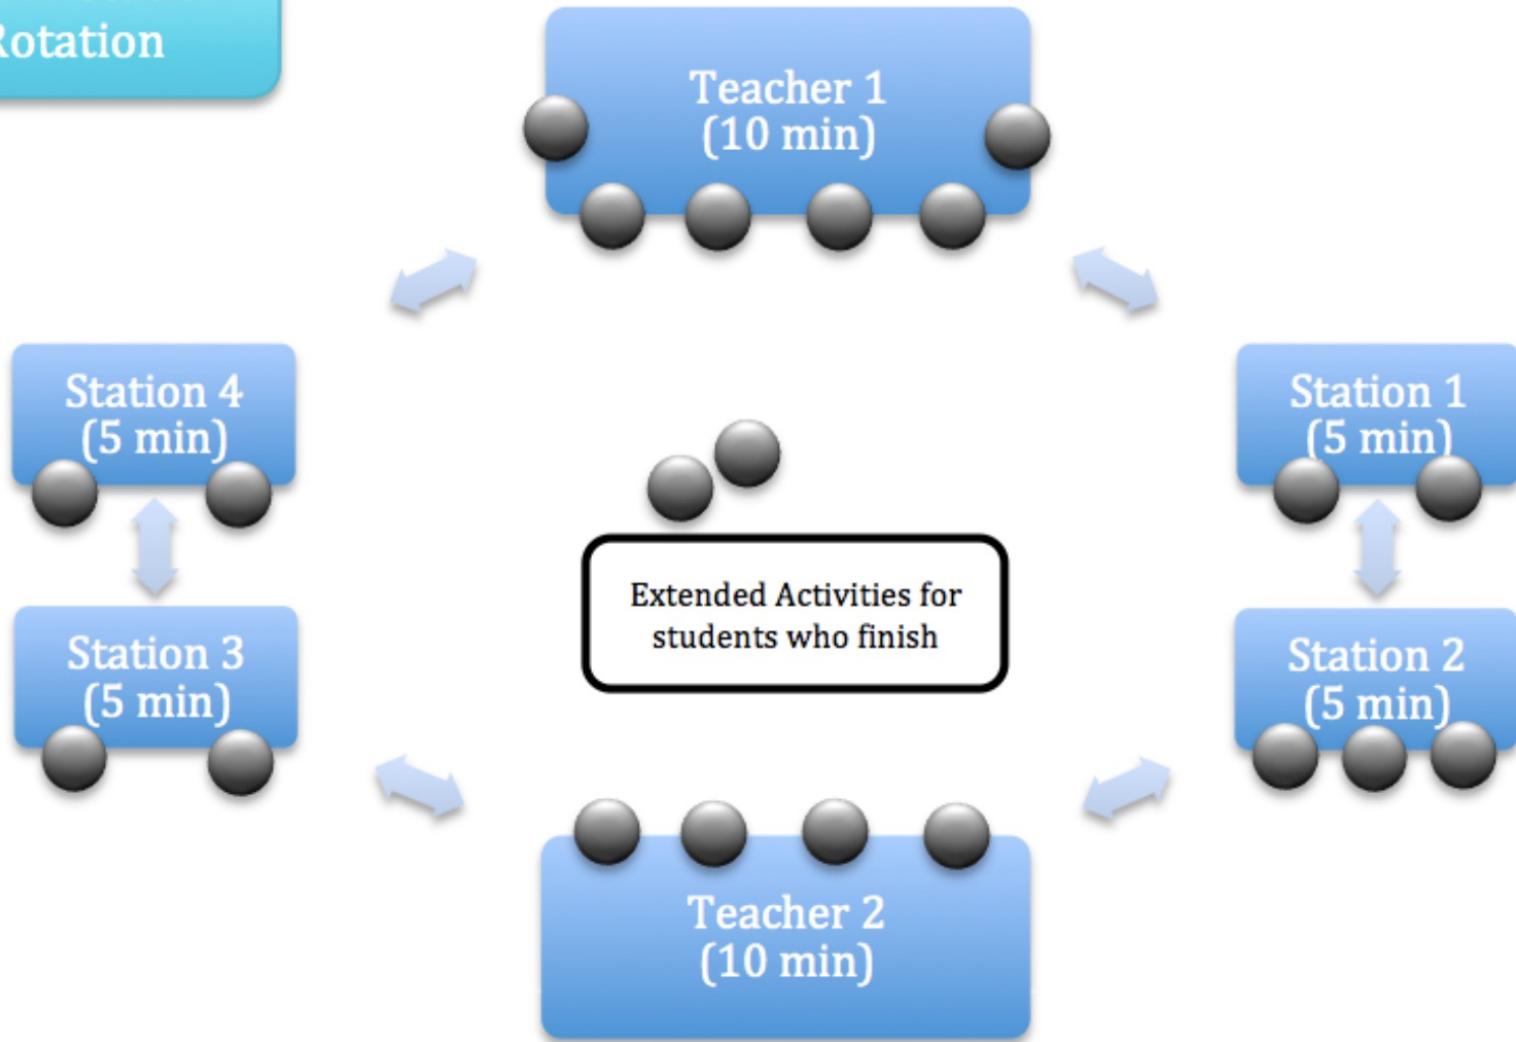 Rotation
Teacher 1
(10 min)
Station 4
(5 min)
Station 1
(5 min)
Extended Activities for
students who finish
Station 3
(5 min)
Station 2
(5 min)
Teacher 2
(10 min)